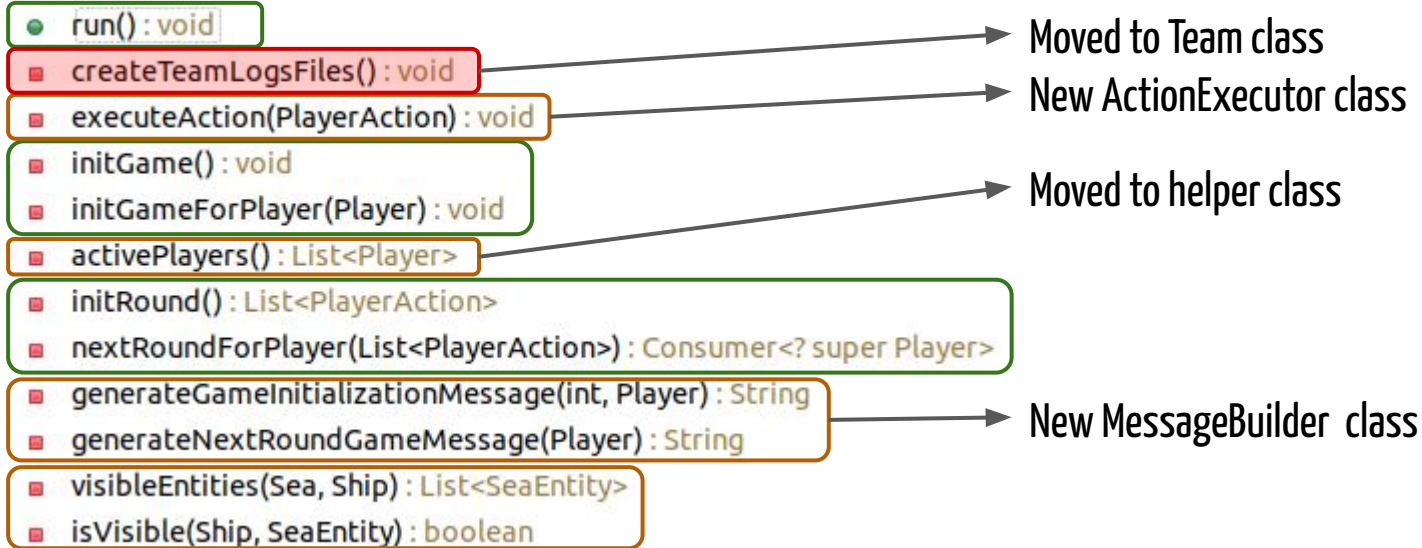 run() : void
createTeamLogsFiles() : void
executeAction(PlayerAction) : void
initGame() : void
initGameForPlayer(Player) : void
activePlayers() : List<Player>
initRound() : List<PlayerAction>
nextRoundForPlayer(List<PlayerAction>) : Consumer<? super Player>
generateGameInitializationMessage(int, Player) : String
generateNextRoundGameMessage(Player) : String
visibleEntities(Sea, Ship) : List<SeaEntity>
isVisible(Ship, SeaEntity) : boolean
Moved to Team class
New ActionExecutor class
Moved to helper class
New MessageBuilder class